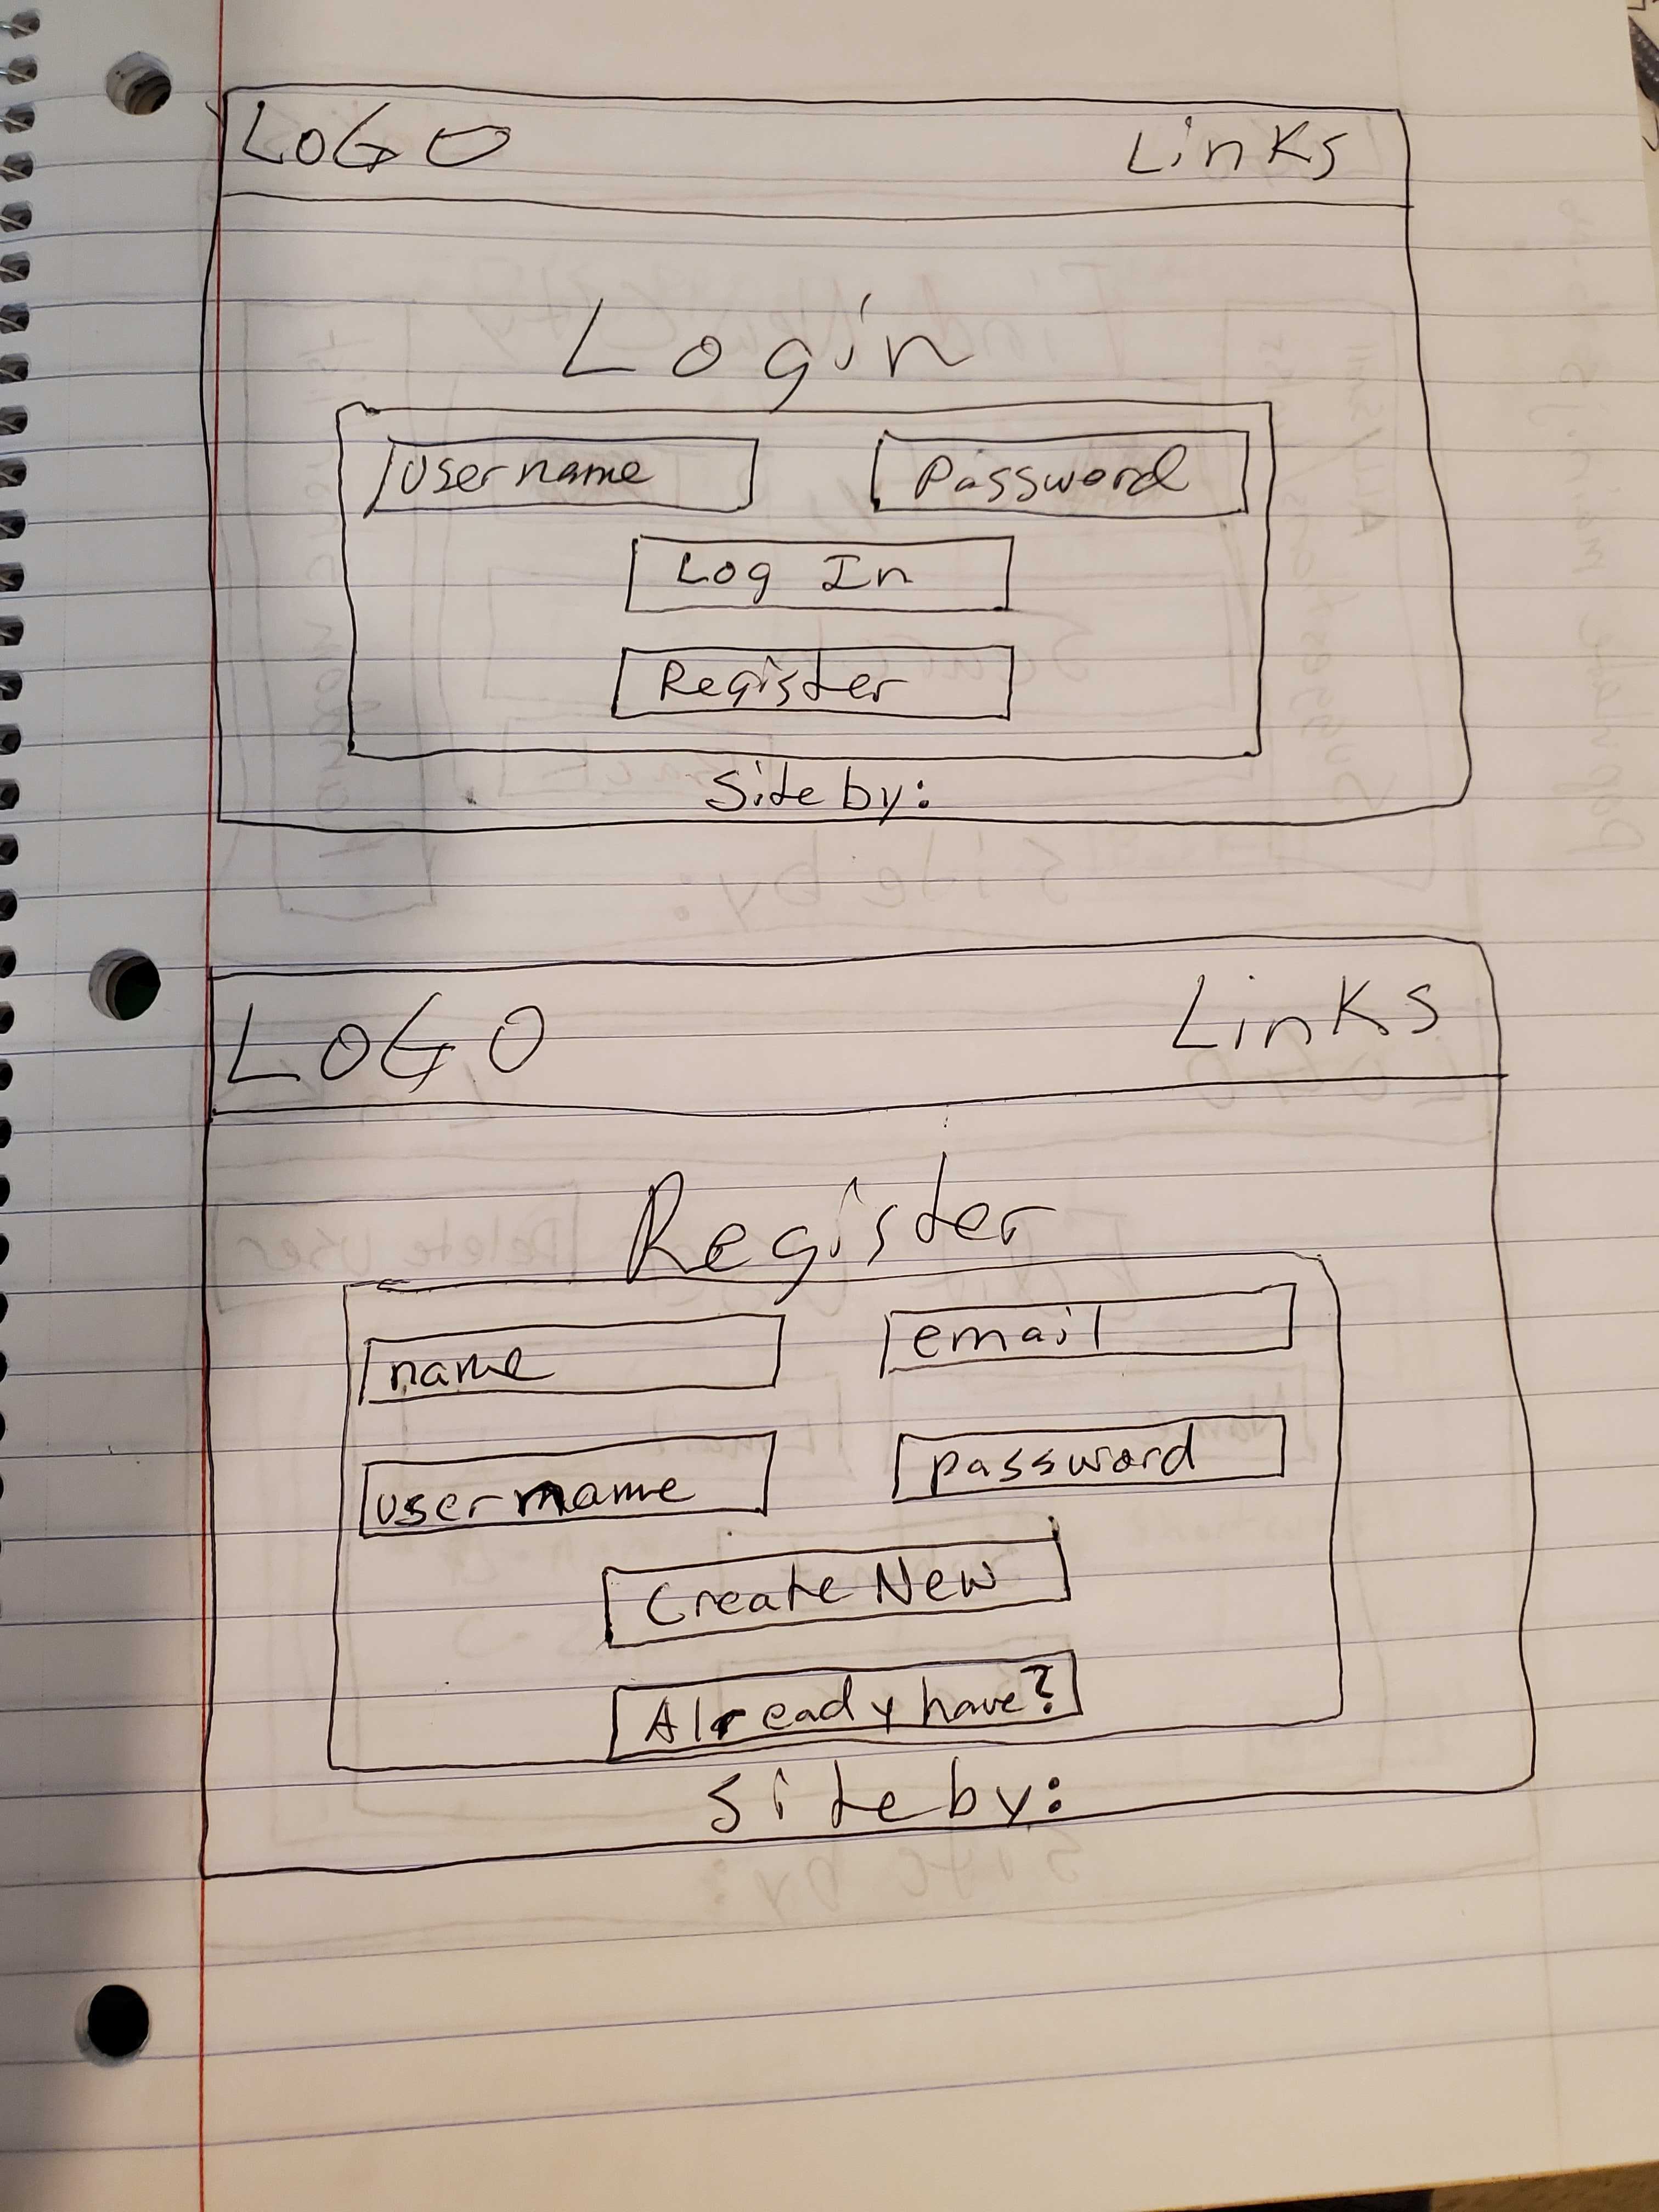 LOGO Links
Login
Username Password
Log In
Register
Site by:
LOGO Links
Register
name email
username password
Create New
Already have?
Site by: